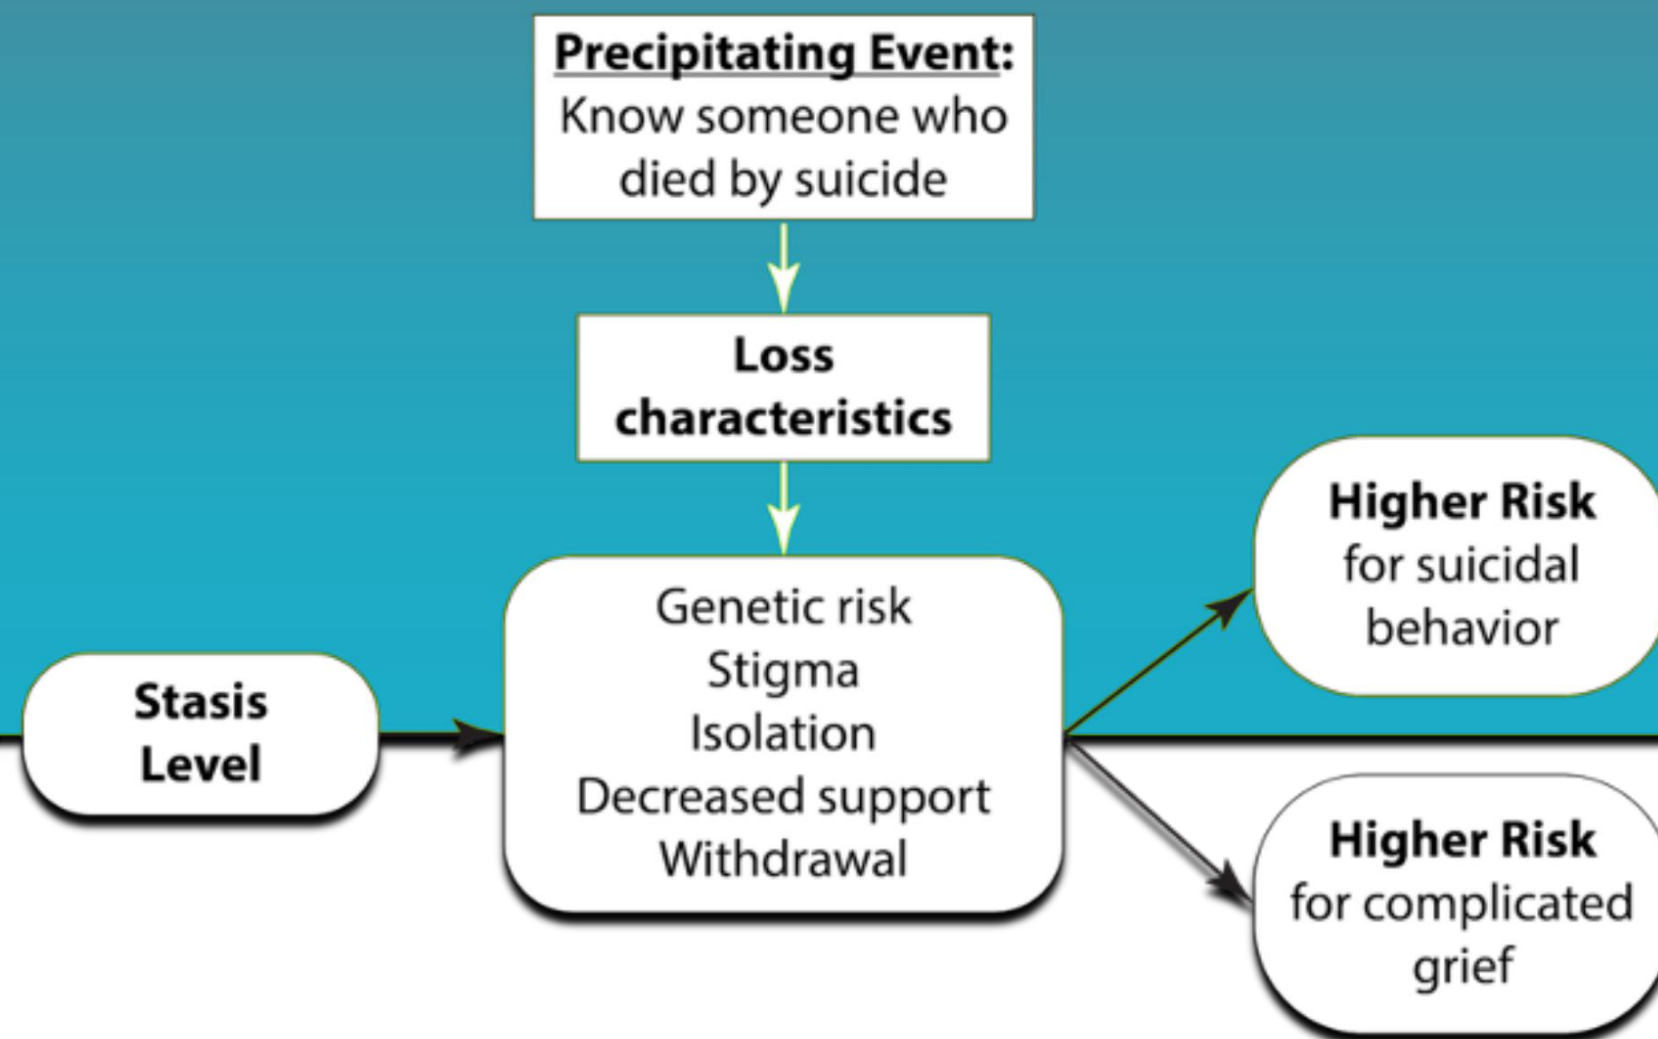 Precipitating Event:
Know someone who
died by suicide
Loss
characteristics
Genetic risk
Stigma
Isolation
Decreased support
Withdrawal
Stasis
Level
Higher Risk
for suicidal
behavior
Higher Risk
for complicated
grief